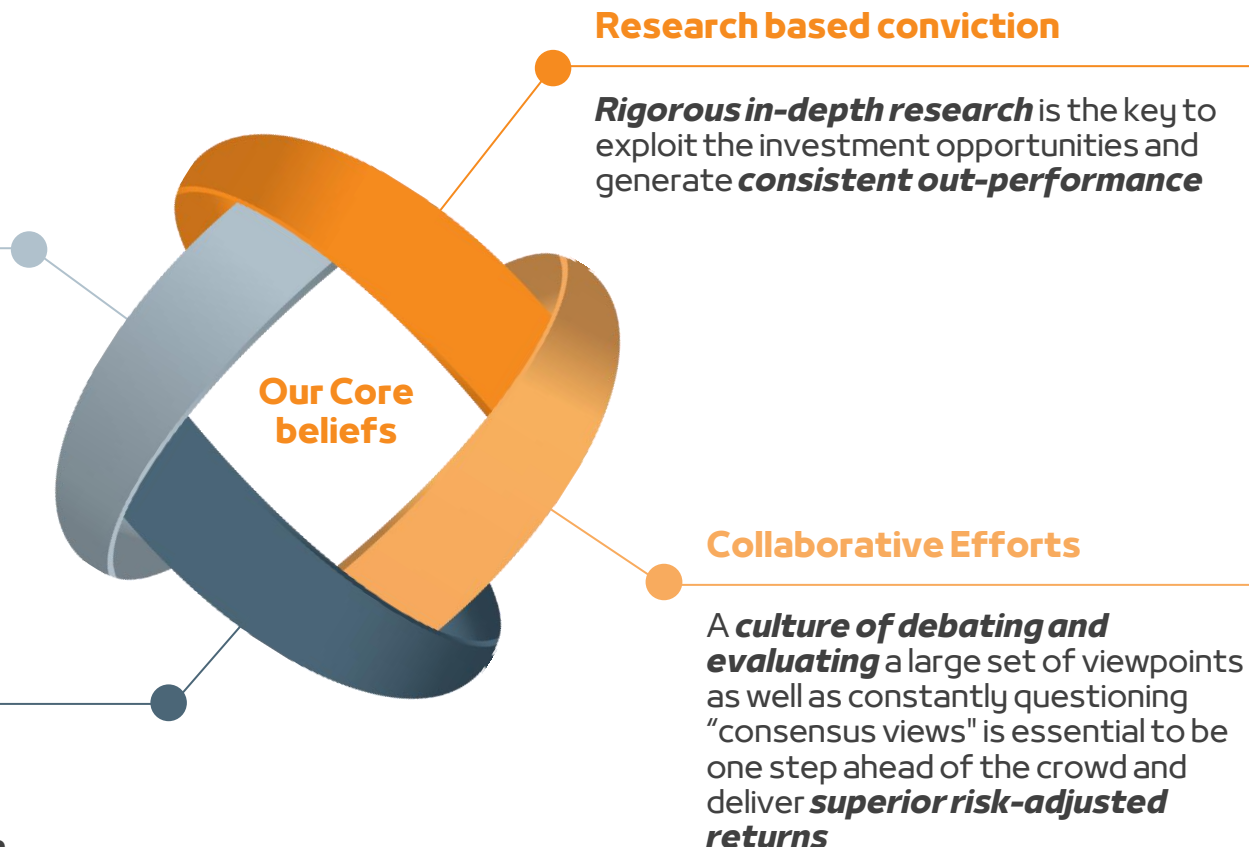 Research based conviction
Rigorous in-depth research is the key to
exploit the investment opportunities and
generate consistent out-performance
Our Core
beliefs
Collaborative Efforts
A culture of debating and
evaluating a large set of viewpoints
as well as constantly questioning
“consensus views" is essential to be
one step ahead of the crowd and
deliver superior risk-adjusted
returns